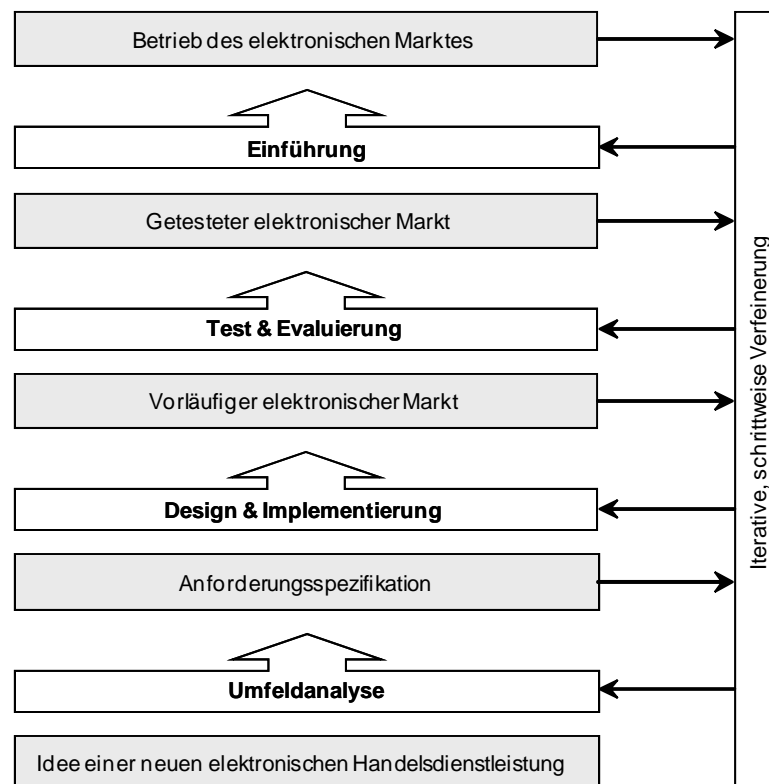 Betrieb des elektronischen Marktes
Einführung
Getesteter elektronischer Markt
Test & Evaluierung
Vorläufiger elektronischer Markt
Design & Implementierung
Anforderungsspezifikation
Umfeldanalyse
Idee einer neuen elektronischen Handelsdienstleistung
Iterative, schrittweise Verfeinerung